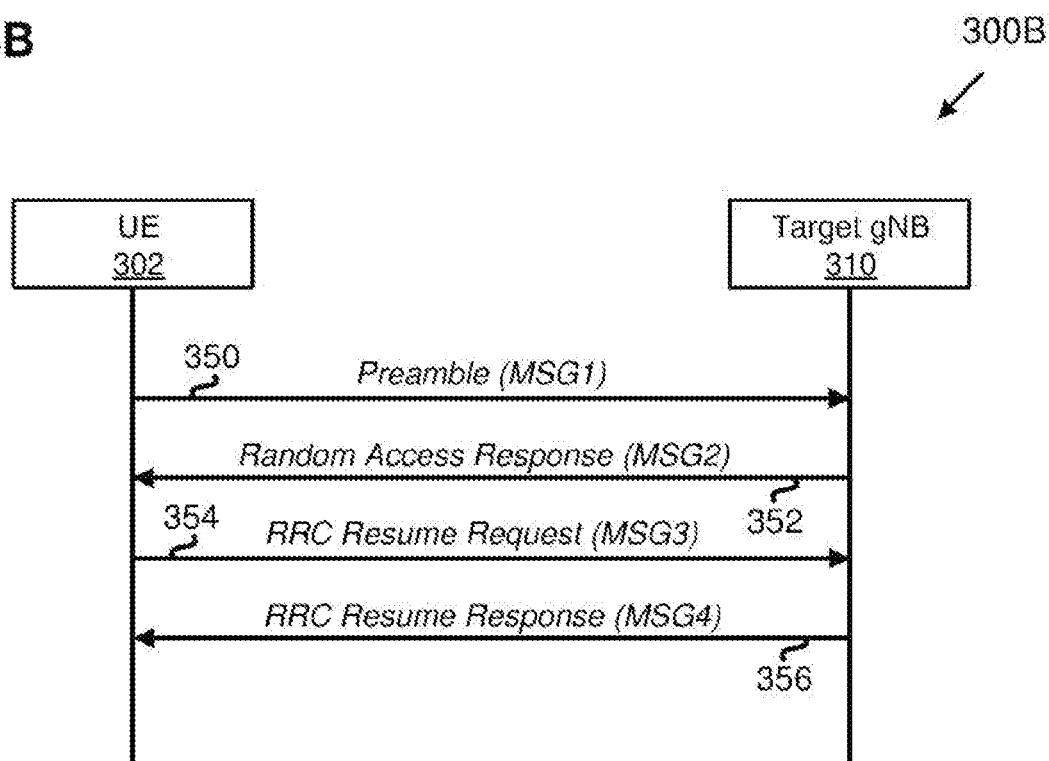 B
300B
UE
302
Target gNB
310
350
Preamble (MSG1)
Random Access Response (MSG2)
352
354
RRC Resume Request (MSG3)
RRC Resume Response (MSG4)
356